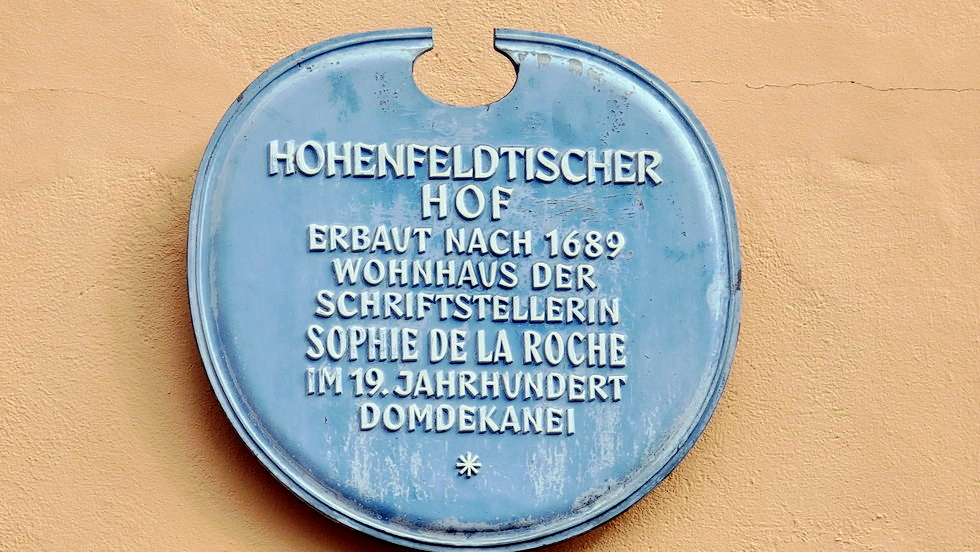 HOHENFELDTISCHER
HOF
ERBAUT NACH 1689
WOHNHAUS DER
SCHRIFTSTELLERIN
SOPHIE DE LA ROCHE
IM 19. JAHRHUNDERT
DOMDEKANEI